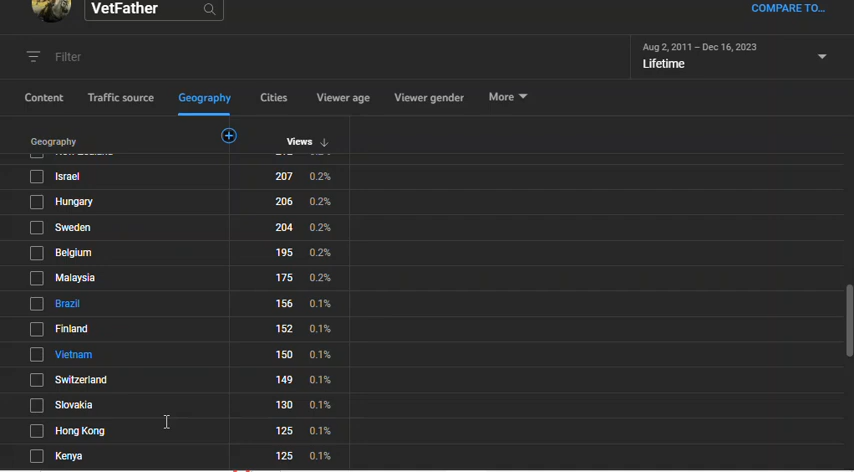 VetFather
COMPARE TO...
Filter
Aug 2, 2011 – Dec 16, 2023
Lifetime
Content Traffic source Geography Cities Viewer age Viewer gender More
Geography Views
Israel 207 0.2%
Hungary 206 0.2%
Sweden 204 0.2%
Belgium 195 0.2%
Malaysia 175 0.2%
Brazil 156 0.1%
Finland 152 0.1%
Vietnam 150 0.1%
Switzerland 149 0.1%
Slovakia 130 0.1%
Hong Kong 125 0.1%
Kenya 125 0.1%